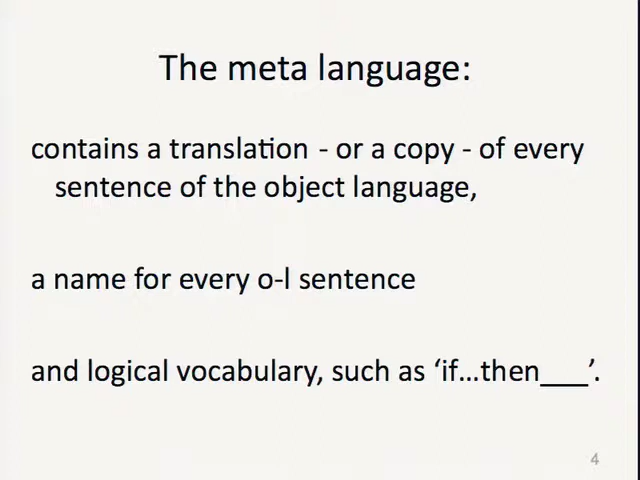 The meta language:
contains a translation - or a copy - of every
sentence of the object language,
a name for every o-l sentence
and logical vocabulary, such as ‘if…then___’.
4